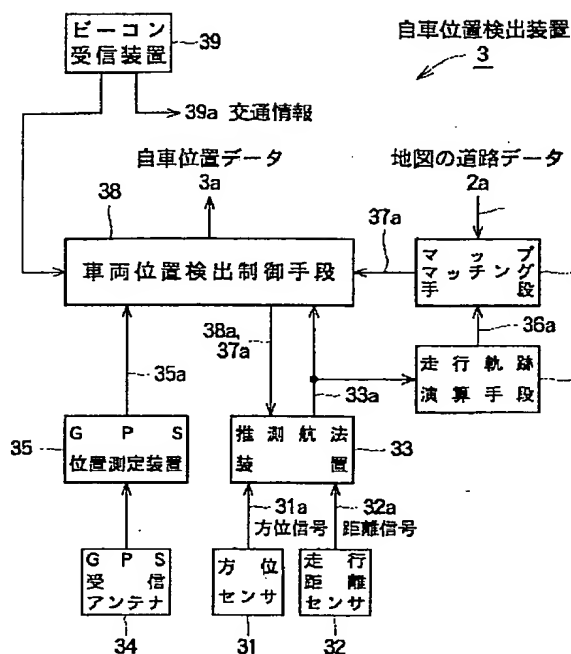 ビーコン
受信装置
39
自車位置検出装置
3
39a 交通情報
自車位置データ
3a
地図の道路データ
2a
38
37a
車両位置検出制御手段
マップ
マッチング
手段
36a
38a,
37a
35a
33a
走行軌跡
演算手段
35
GPS
位置測定装置
推測航法
装置
33
31a
方位信号
32a
距離信号
GPS
受信
アンテナ
方位
センサ
走行
距離
センサ
34
31
32